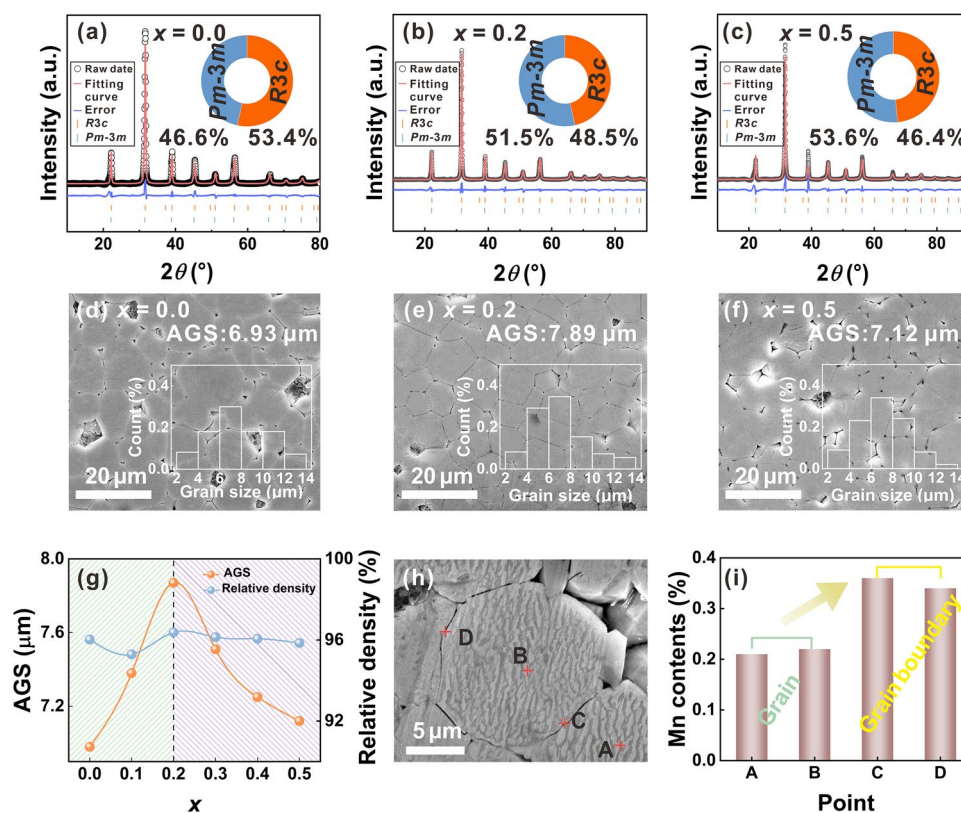 (a) x = 0.0
Pm-3m R3c
Raw date
Fitting
curve
Error
R3c
Pm-3m
46.6% 53.4%
Intensity (a.u.)
20 40 60 80
2θ (°)
(b) x = 0.2
Pm-3m R3c
Raw date
Fitting
curve
Error
R3c
Pm-3m
51.5% 48.5%
Intensity (a.u.)
20 40 60 80
2θ (°)
(c) x = 0.5
Pm-3m R3c
Raw date
Fitting
curve
Error
R3c
Pm-3m
53.6% 46.4%
Intensity (a.u.)
20 40 60 80
2θ (°)
(d) x = 0.0
AGS:6.93 μm
Count (%)
0.4
0.2
0.0
2 4 6 8 10 12 14
Grain size (μm)
20 μm
(e) x = 0.2
AGS:7.89 μm
Count (%)
0.4
0.2
0.0
2 4 6 8 10 12 14
Grain size (μm)
20 μm
(f) x = 0.5
AGS:7.12 μm
Count (%)
0.4
0.2
0.0
2 4 6 8 10 12 14
Grain size (μm)
20 μm
(g)
AGS
Relative density
AGS (μm)
8.0
7.6
7.2
Relative density (%)
100
98
96
92
0.0 0.1 0.2 0.3 0.4 0.5
x
(h)
D
B
C
A
5 μm
(i)
Mn contents (%)
0.4
0.3
0.2
0.1
0.0
Grain
Grain boundary
A B C D
Point